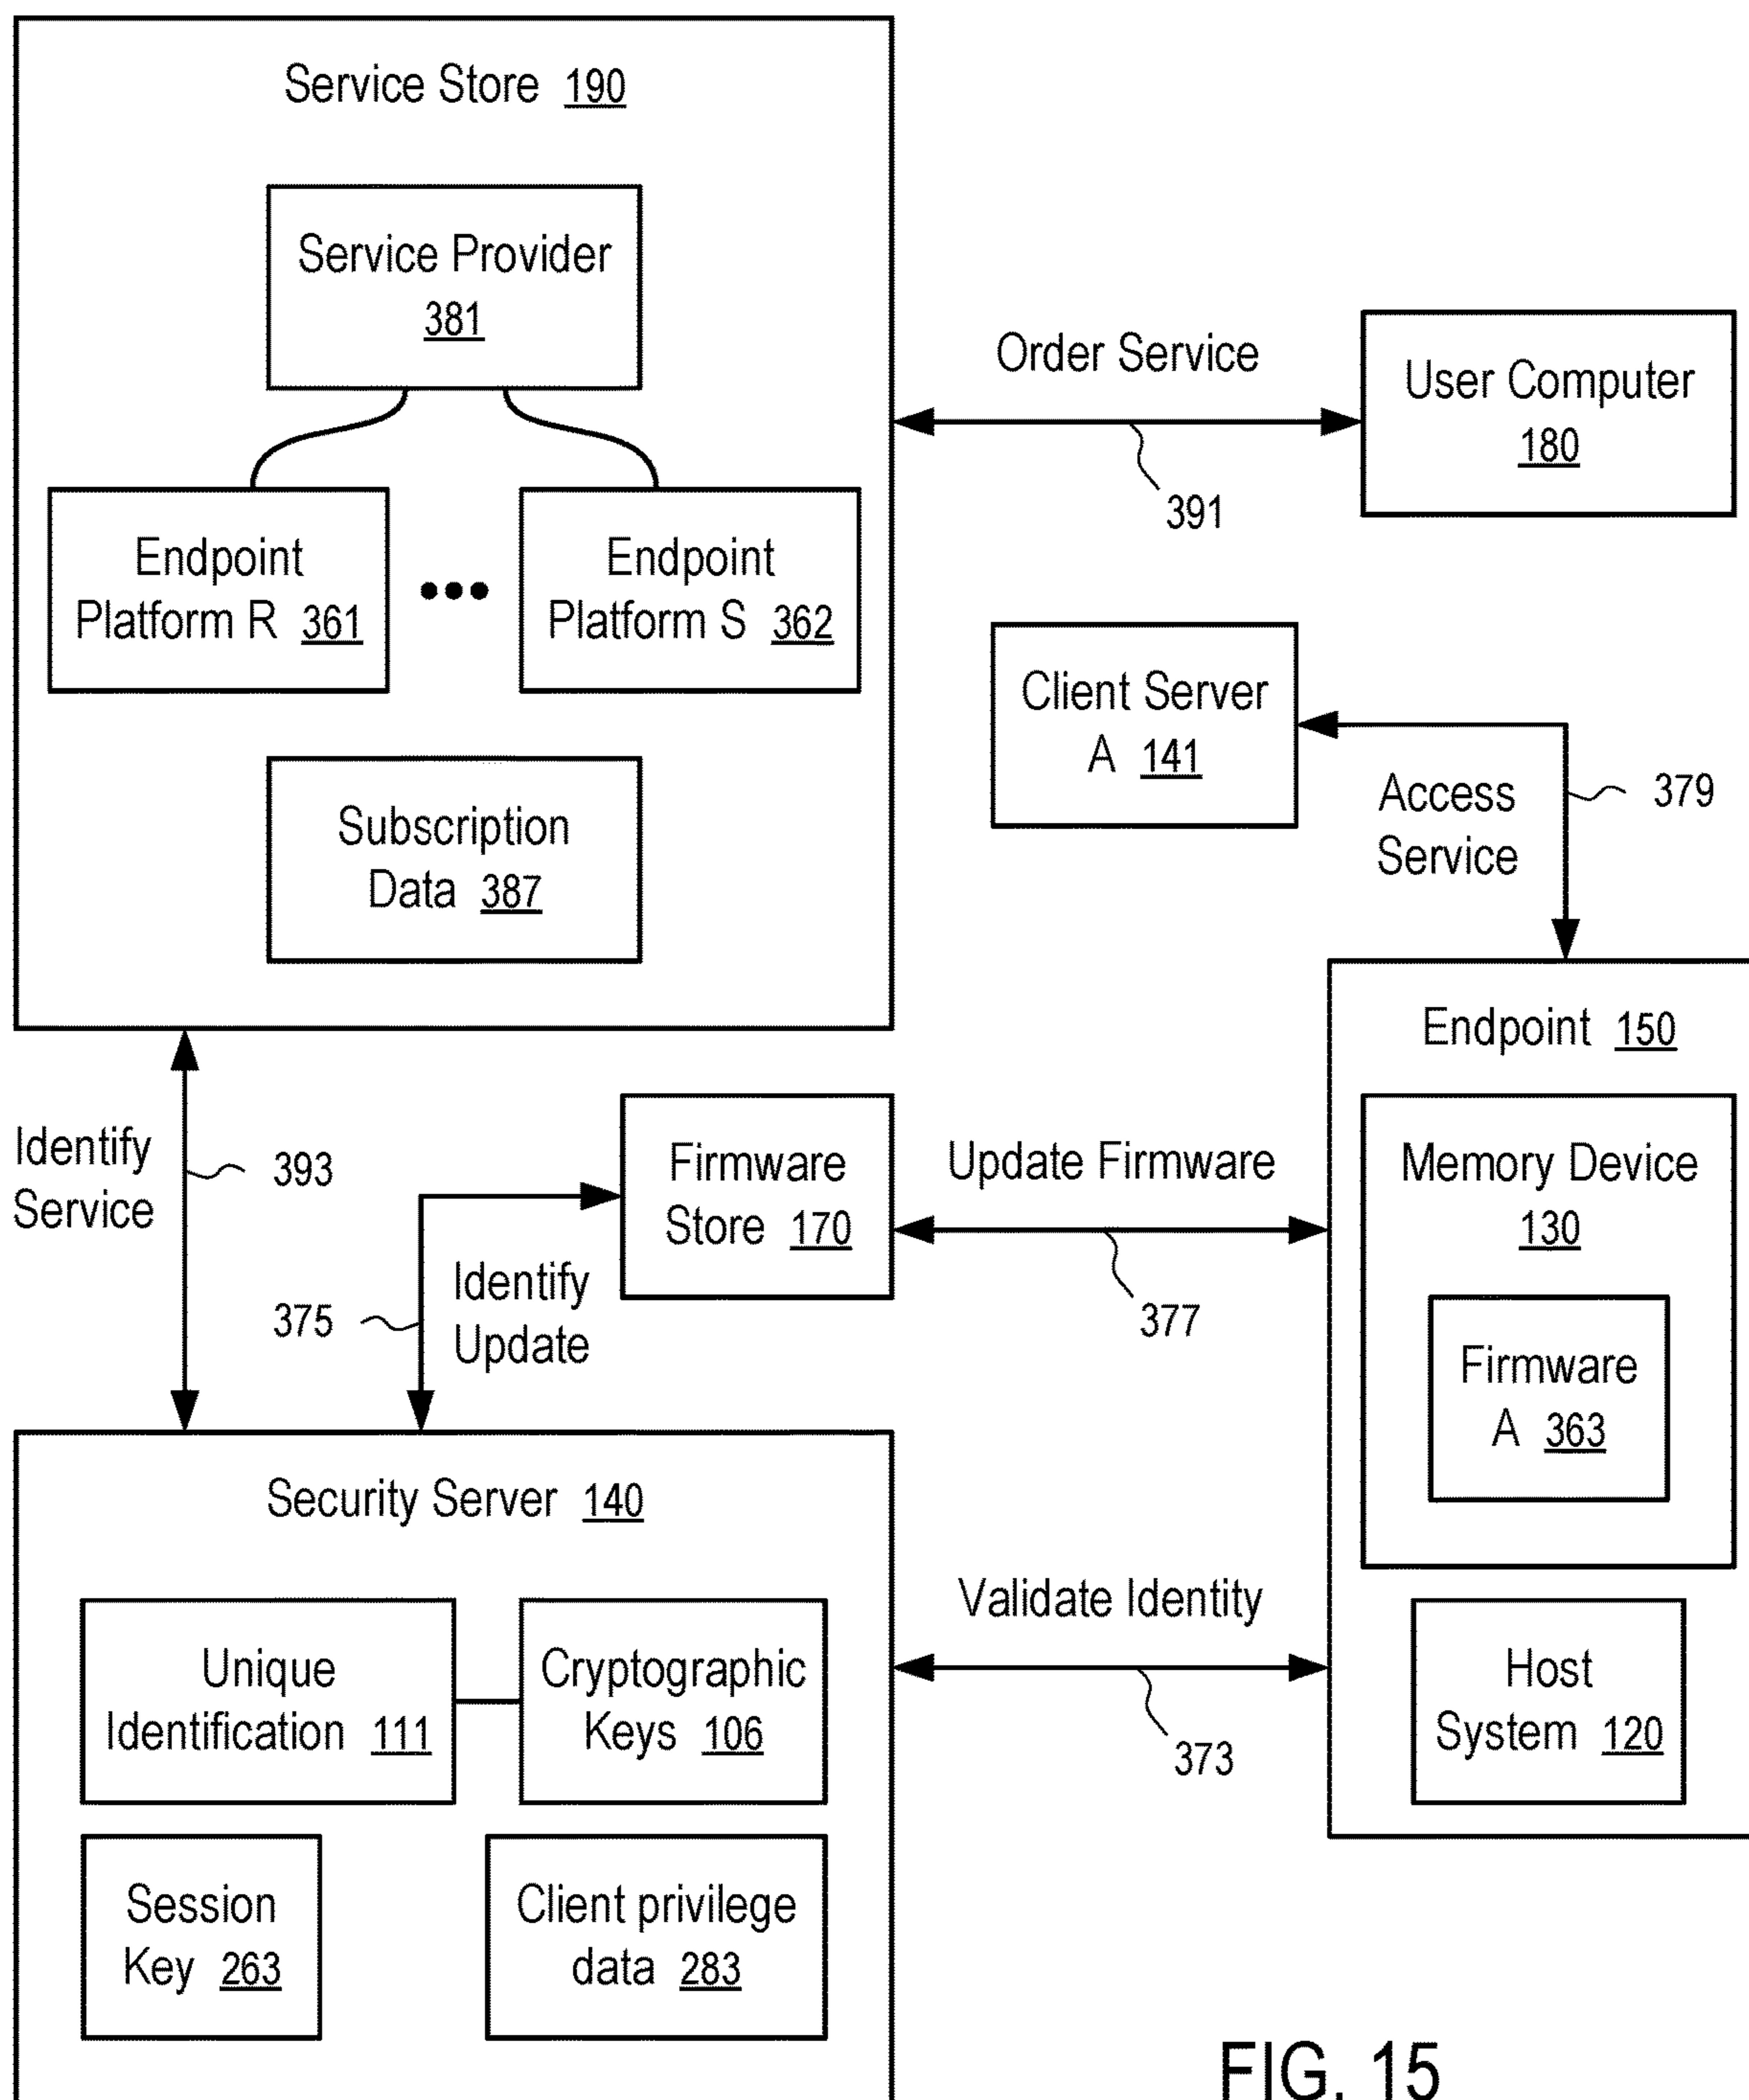 Service Store 190
Service Provider
381
Endpoint
Platform R 361
Endpoint
Platform S 362
Subscription
Data 387
Order Service
391
User Computer
180
Client Server
A 141
Access
Service
379
Identify
Service
393
Firmware
Store 170
Identify
Update
375
Update Firmware
377
Endpoint 150
Memory Device
130
Firmware
A 363
Host
System 120
Security Server 140
Unique
Identification 111
Cryptographic
Keys 106
Session
Key 263
Client privilege
data 283
Validate Identity
373
FIG. 15